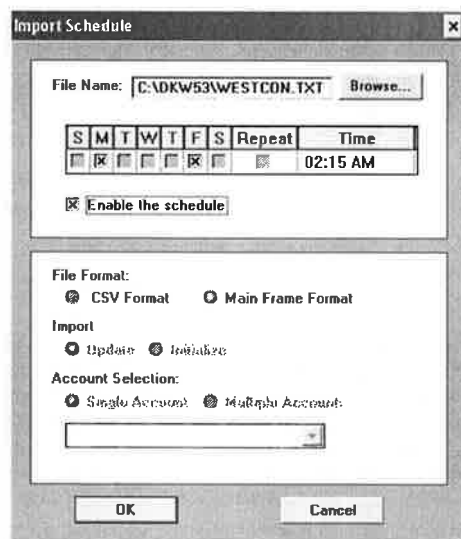 Import Schedule
File Name: C:\DKW53\WESTCON.TXT Browse...
S M T W T F S Repeat Time
02:15 AM
Enable the schedule
File Format:
CSV Format Main Frame Format
Import
Update Initialize
Account Selection:
Single Account Multiple Accounts
OK Cancel